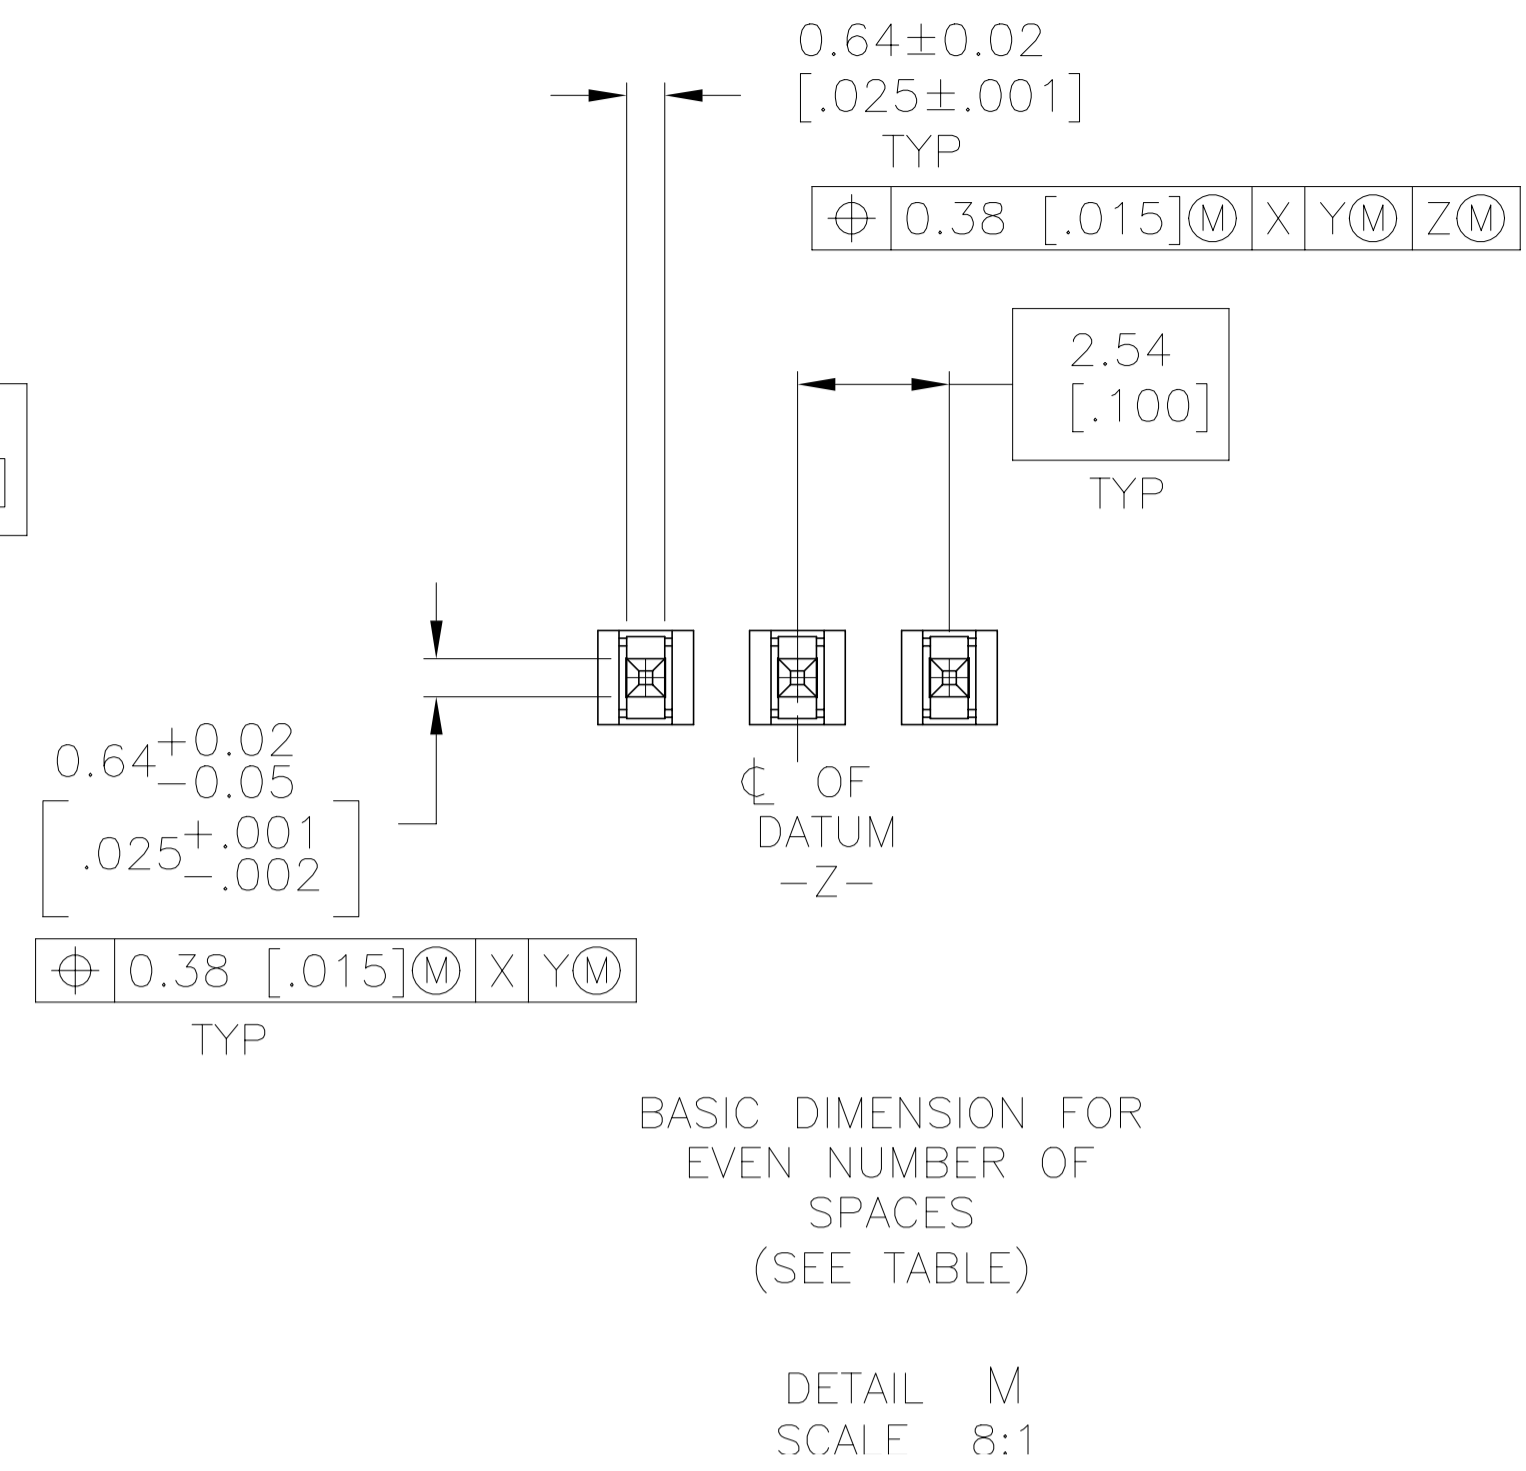 0.64±0.02
[.025±.001]
TYP
⌖ 0.38 [.015]Ⓜ X YⓂ ZⓂ
2.54
[.100]
TYP
0.64+0.02
-0.05
[.025+.001
-.002]
⌖ 0.38 [.015]Ⓜ X YⓂ
TYP
℄ OF
DATUM
-Z-
BASIC DIMENSION FOR
EVEN NUMBER OF
SPACES
(SEE TABLE)
DETAIL M
SCALE 8:1